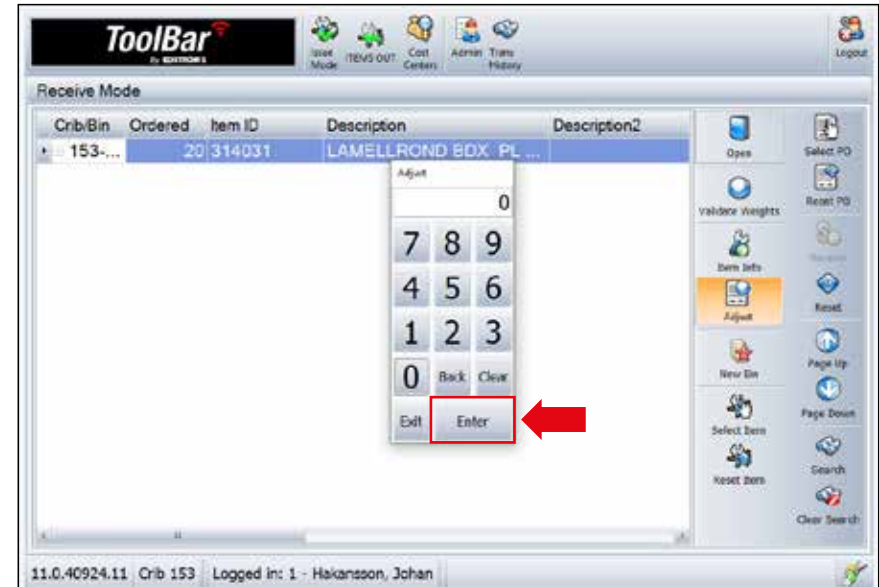 ToolBar
By EDITRON
Issue Mode
ITEMS OUT
Cost Centers
Admin
Trans History
Logout
Receive Mode
Crib/Bin Ordered Item ID Description Description2
153-... 20 314031 LAMELLROND BDX PL ...
Adjust
0
7 8 9
4 5 6
1 2 3
0 Back Clear
Exit Enter
Open
Validate Weights
Item Info
Adjust
New Bin
Select Item
Reset Item
Select PO
Reset PO
Reset
Page Up
Page Down
Search
Clear Search
11.0.40924.11 Crib 153 Logged in: 1 - Hakansson, Johan